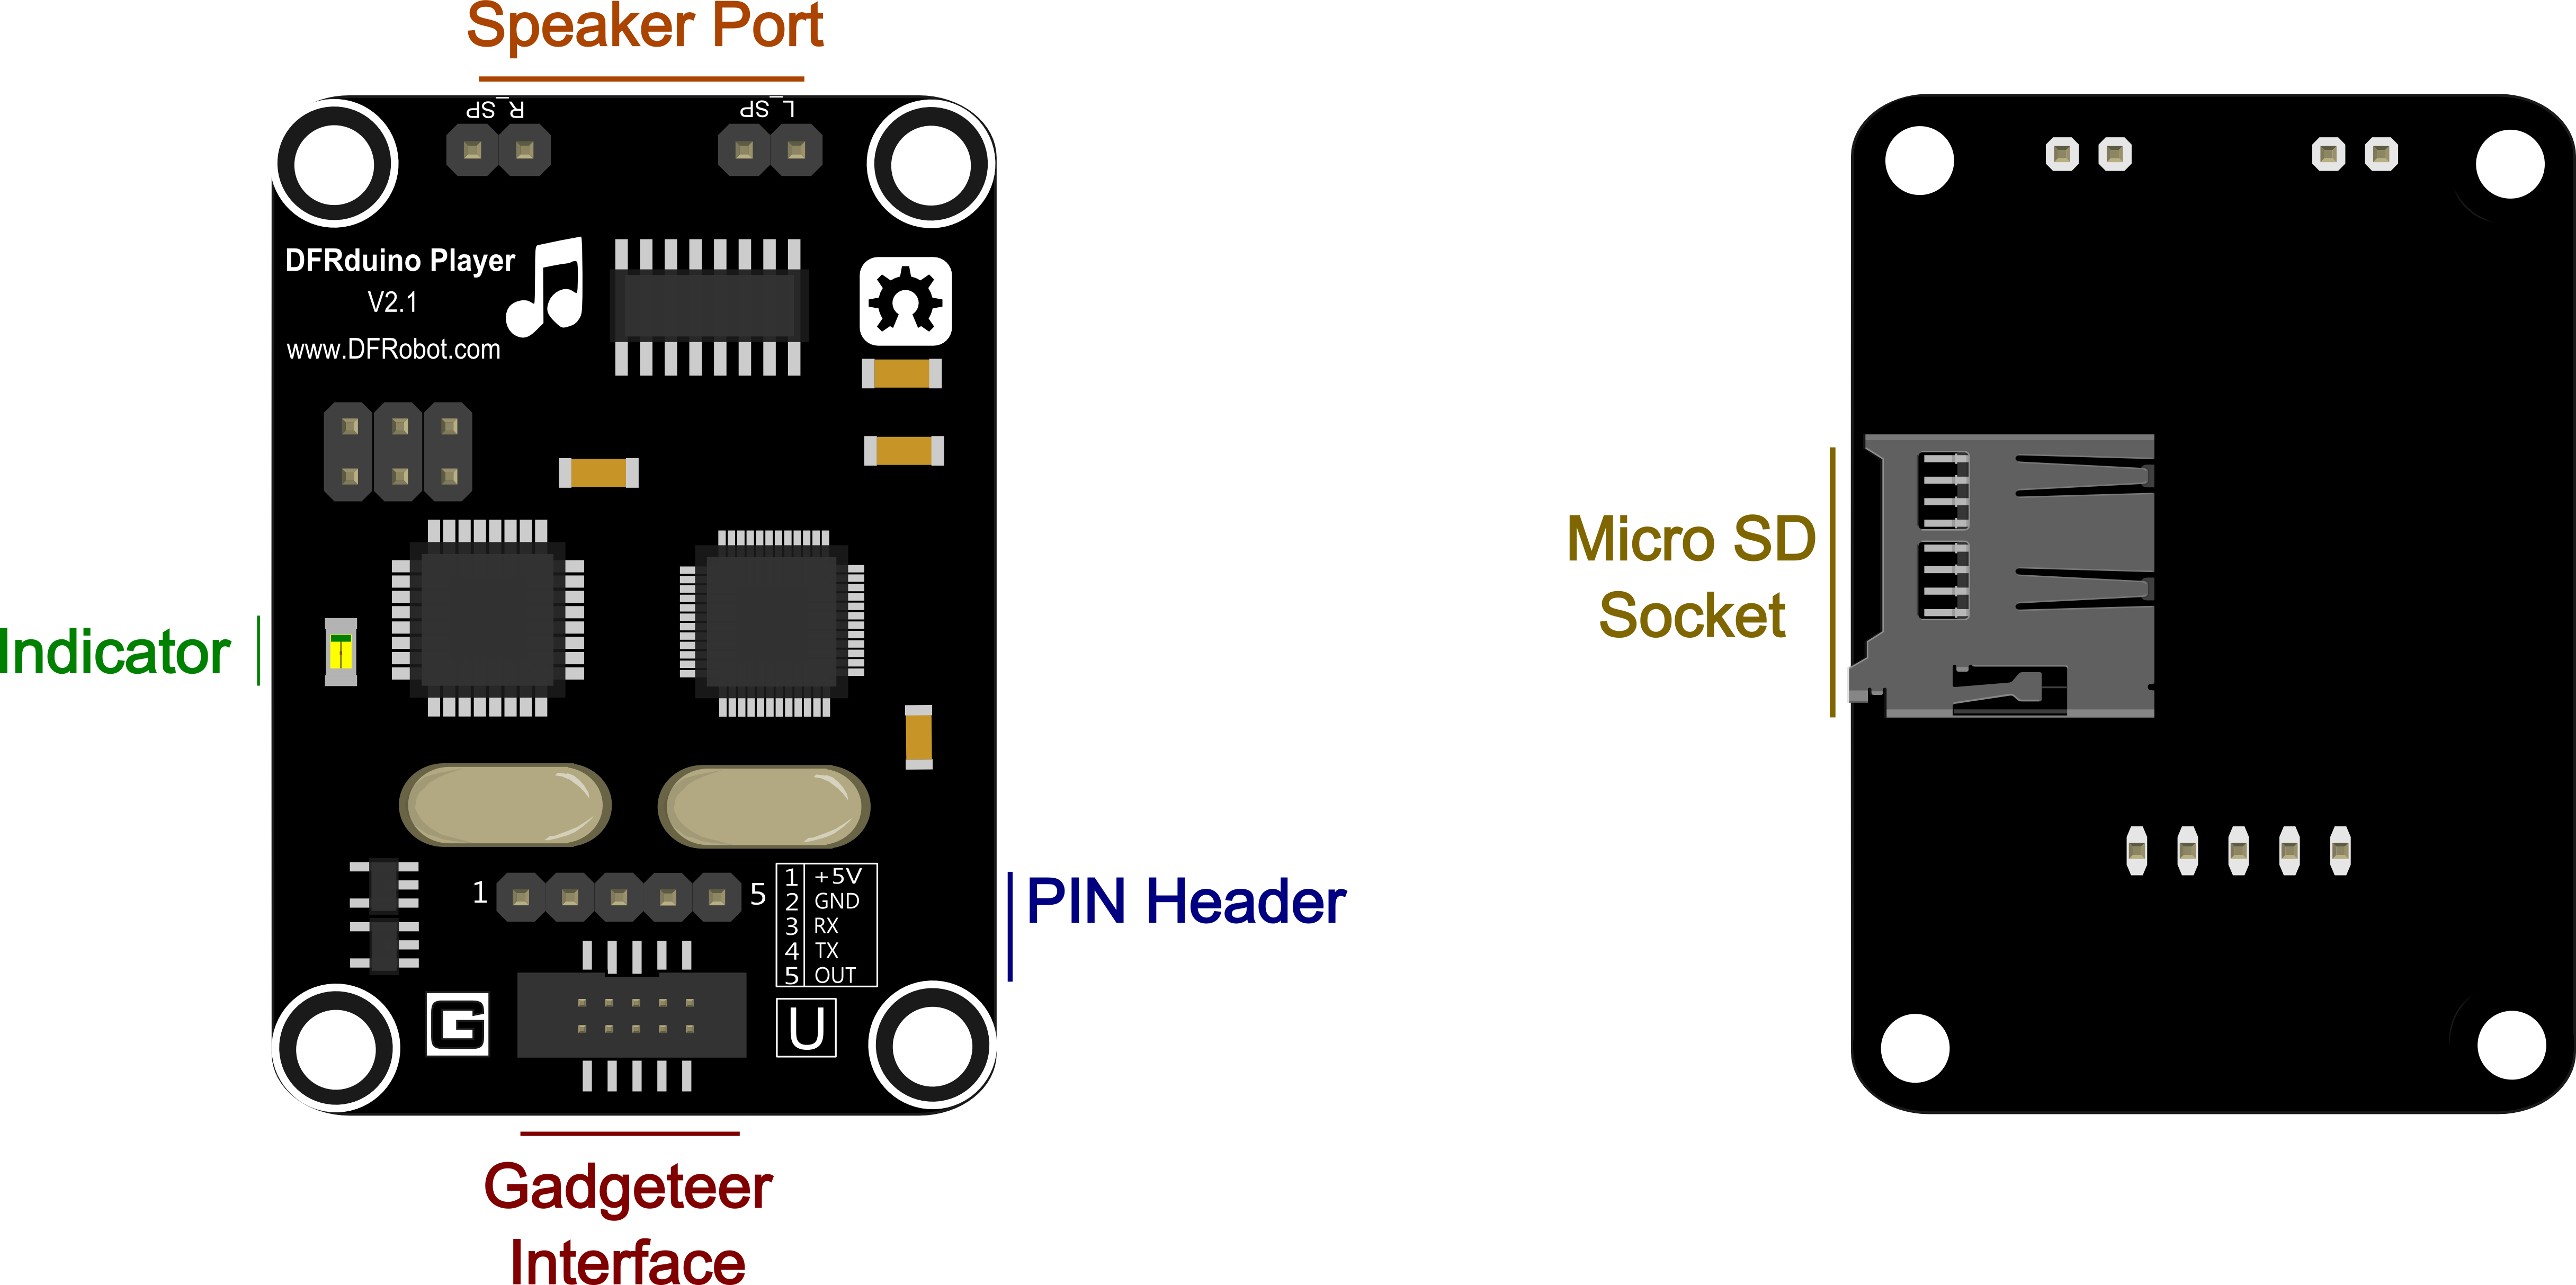 Speaker Port
R_SP
L_SP
DFRduino Player
V2.1
www.DFRobot.com
Indicator
Micro SD
Socket
1
5
1 +5V
2 GND
3 RX
4 TX
5 OUT
PIN Header
G
U
Gadgeteer
Interface